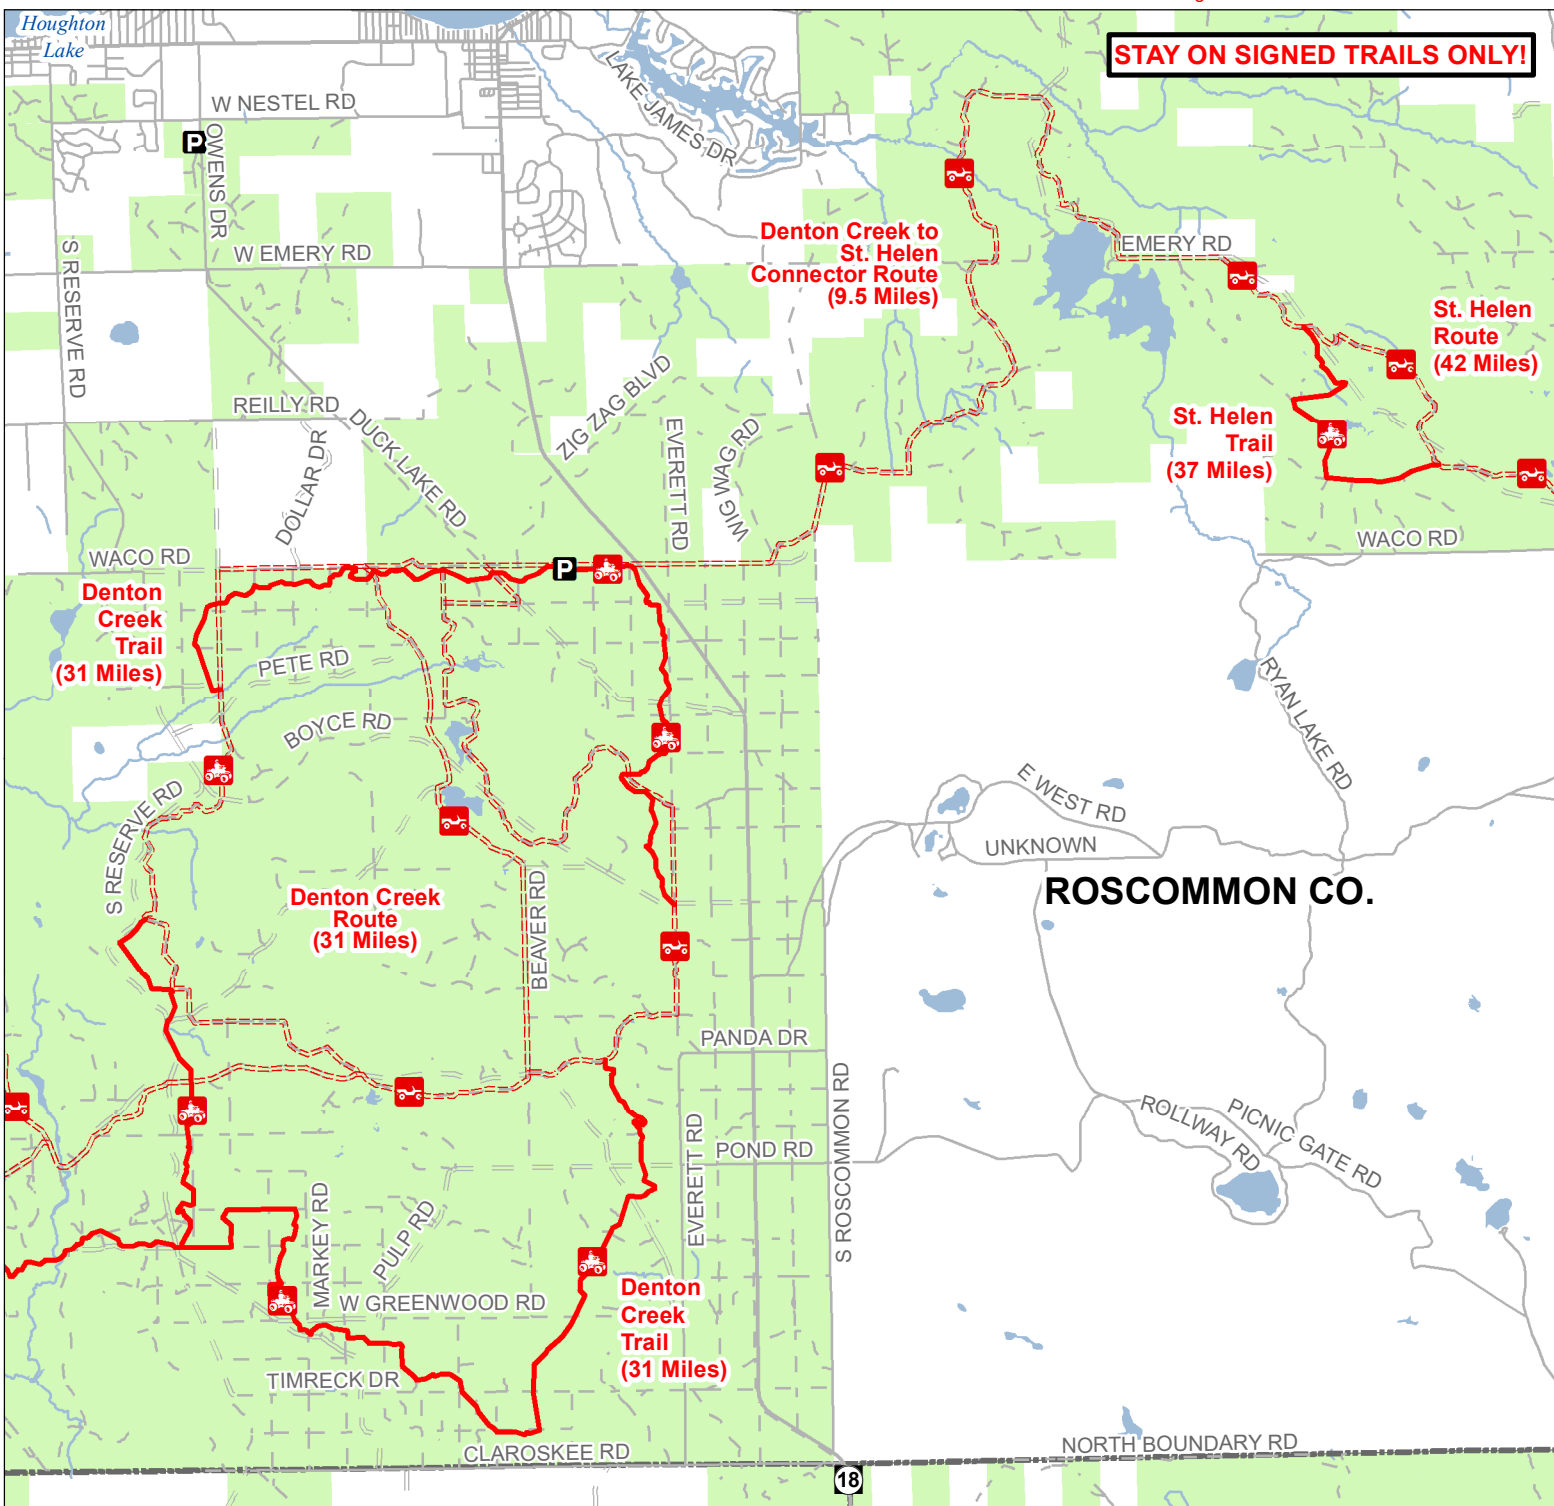 Houghton
Lake
STAY ON SIGNED TRAILS ONLY!
W NESTEL RD
P
OWENS DR
LAKE JAMES DR
S RESERVE RD
W EMERY RD
Denton Creek to
St. Helen
Connector Route
(9.5 Miles)
EMERY RD
St. Helen
Route
(42 Miles)
REILLY RD
DUCK LAKE RD
DOLLAR DR
ZIG ZAG BLVD
EVERETT RD
WIG WAG RD
St. Helen
Trail
(37 Miles)
WACO RD
WACO RD
P
Denton
Creek
Trail
(31 Miles)
PETE RD
BOYCE RD
RYAN LAKE RD
S RESERVE RD
E WEST RD
UNKNOWN
ROSCOMMON CO.
Denton Creek
Route
(31 Miles)
BEAVER RD
PANDA DR
S ROSCOMMON RD
ROLLWAY RD
PICNIC GATE RD
POND RD
EVERETT RD
MARKEY RD
PULP RD
W GREENWOOD RD
Denton
Creek
Trail
(31 Miles)
TIMRECK DR
CLAROSKEE RD
NORTH BOUNDARY RD
18